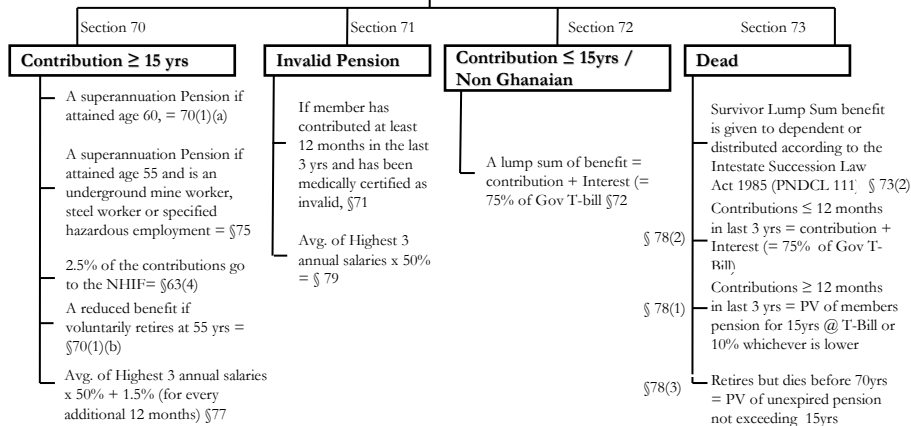 Section 70
Section 71
Section 72
Section 73
Contribution ≥ 15 yrs
A superannuation Pension if
attained age 60, = 70(1)(a)
A superannuation Pension if
attained age 55 and is an
underground mine worker,
steel worker or specified
hazardous employment = §75
2.5% of the contributions go
to the NHIF= §63(4)
A reduced benefit if
voluntarily retires at 55 yrs =
§70(1)(b)
Avg. of Highest 3 annual salaries
x 50% + 1.5% (for every
additional 12 months) §77
Invalid Pension
If member has
contributed at least
12 months in the last
3 yrs and has been
medically certified as
invalid, §71
Avg. of Highest 3
annual salaries x 50%
= § 79
Contribution ≤ 15yrs /
Non Ghanaian
A lump sum of benefit =
contribution + Interest (=
75% of Gov T-bill §72
Dead
Survivor Lump Sum benefit
is given to dependent or
distributed according to the
Intestate Succession Law
Act 1985 (PNDCL 111) § 73(2)
§ 78(2)
Contributions ≤ 12 months
in last 3 yrs = contribution +
Interest (= 75% of Gov T-
Bill)
§ 78(1)
Contributions ≥ 12 months
in last 3 yrs = PV of members
pension for 15yrs @ T-Bill or
10% whichever is lower
§78(3)
Retires but dies before 70yrs
= PV of unexpired pension
not exceeding 15yrs